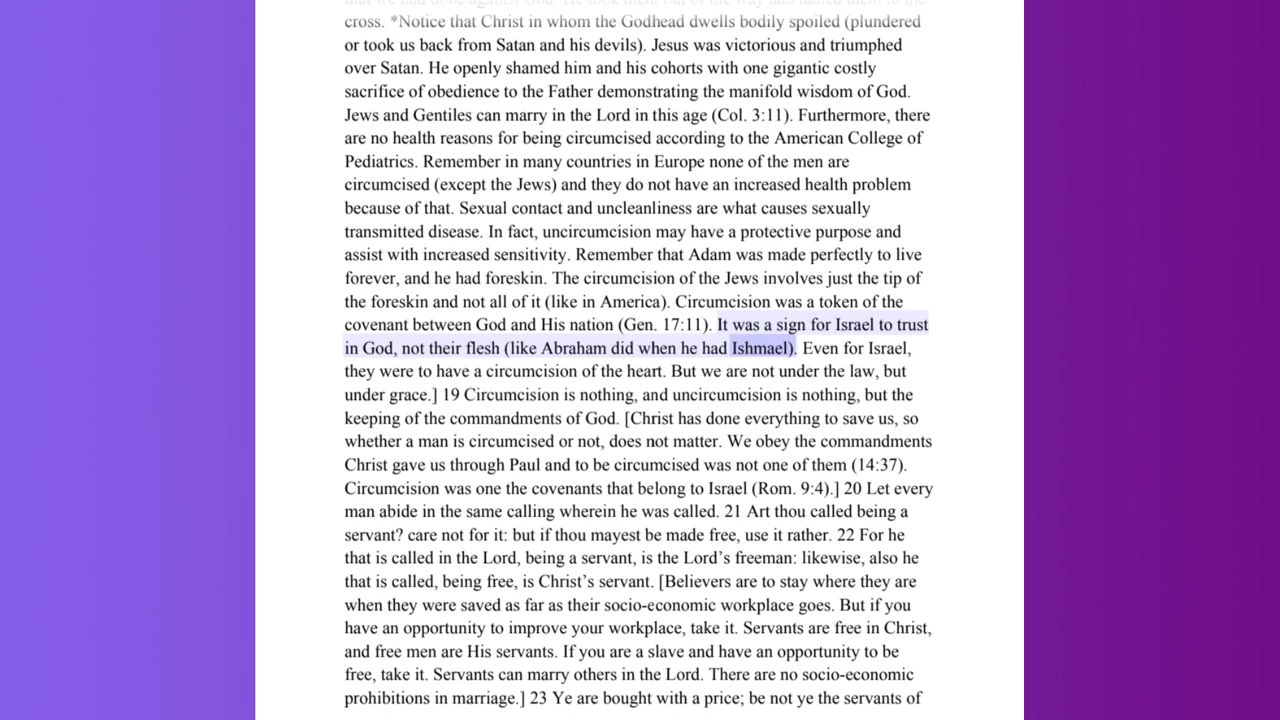 that we had done against God. He took them out of the way and nailed them to the
cross. *Notice that Christ in whom the Godhead dwells bodily spoiled (plundered
or took us back from Satan and his devils). Jesus was victorious and triumphed
over Satan. He openly shamed him and his cohorts with one gigantic costly
sacrifice of obedience to the Father demonstrating the manifold wisdom of God.
Jews and Gentiles can marry in the Lord in this age (Col. 3:11). Furthermore, there
are no health reasons for being circumcised according to the American College of
Pediatrics. Remember in many countries in Europe none of the men are
circumcised (except the Jews) and they do not have an increased health problem
because of that. Sexual contact and uncleanliness are what causes sexually
transmitted disease. In fact, uncircumcision may have a protective purpose and
assist with increased sensitivity. Remember that Adam was made perfectly to live
forever, and he had foreskin. The circumcision of the Jews involves just the tip of
the foreskin and not all of it (like in America). Circumcision was a token of the
covenant between God and His nation (Gen. 17:11). It was a sign for Israel to trust
in God, not their flesh (like Abraham did when he had Ishmael). Even for Israel,
they were to have a circumcision of the heart. But we are not under the law, but
under grace.] 19 Circumcision is nothing, and uncircumcision is nothing, but the
keeping of the commandments of God. [Christ has done everything to save us, so
whether a man is circumcised or not, does not matter. We obey the commandments
Christ gave us through Paul and to be circumcised was not one of them (14:37).
Circumcision was one the covenants that belong to Israel (Rom. 9:4).] 20 Let every
man abide in the same calling wherein he was called. 21 Art thou called being a
servant? care not for it: but if thou mayest be made free, use it rather. 22 For he
that is called in the Lord, being a servant, is the Lord’s freeman: likewise, also he
that is called, being free, is Christ’s servant. [Believers are to stay where they are
when they were saved as far as their socio-economic workplace goes. But if you
have an opportunity to improve your workplace, take it. Servants are free in Christ,
and free men are His servants. If you are a slave and have an opportunity to be
free, take it. Servants can marry others in the Lord. There are no socio-economic
prohibitions in marriage.] 23 Ye are bought with a price; be not ye the servants of